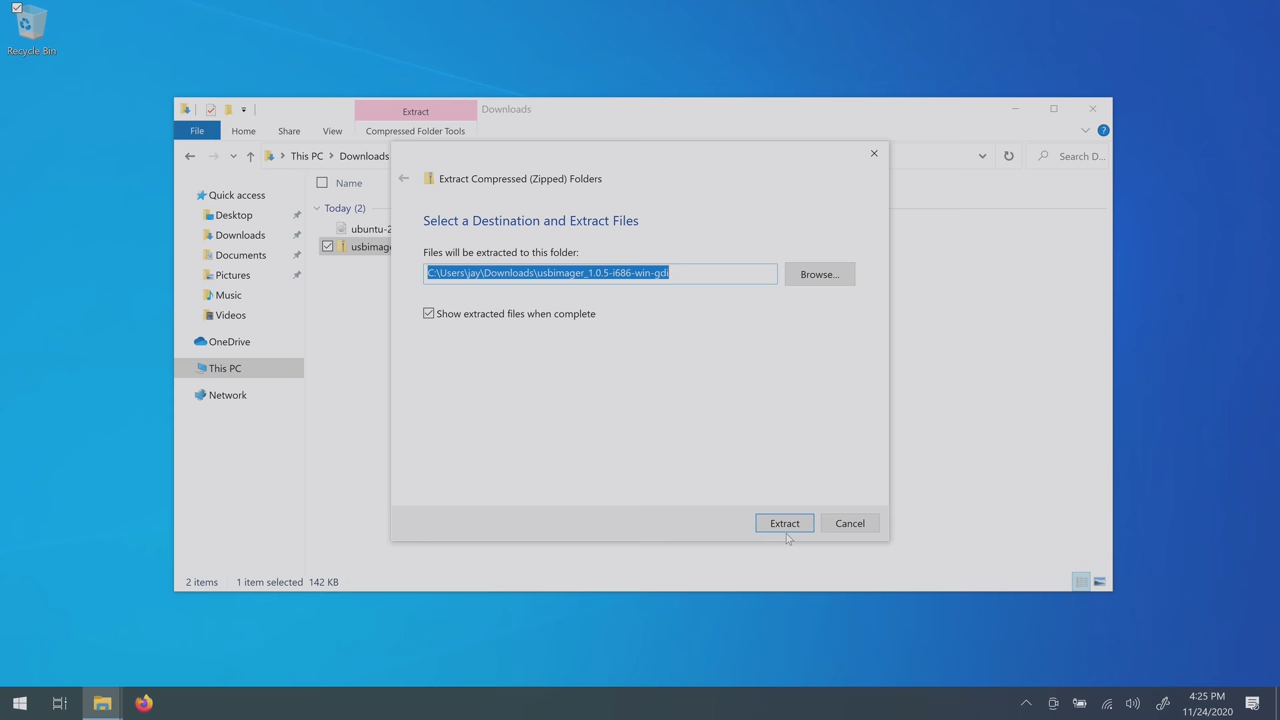 Recycle Bin
Extract
Downloads
File
Home
Share
View
Compressed Folder Tools
This PC
Downloads
Search D...
Extract Compressed (Zipped) Folders
Quick access
Desktop
Downloads
Documents
Pictures
Music
Videos
OneDrive
This PC
Network
Name
Today (2)
ubuntu-2
usbimage
Select a Destination and Extract Files
Files will be extracted to this folder:
C:\Users\jay\Downloads\usbimager_1.0.5-i686-win-gdi
Browse...
Show extracted files when complete
Extract
Cancel
2 items
1 item selected
142 KB
4:25 PM
11/24/2020